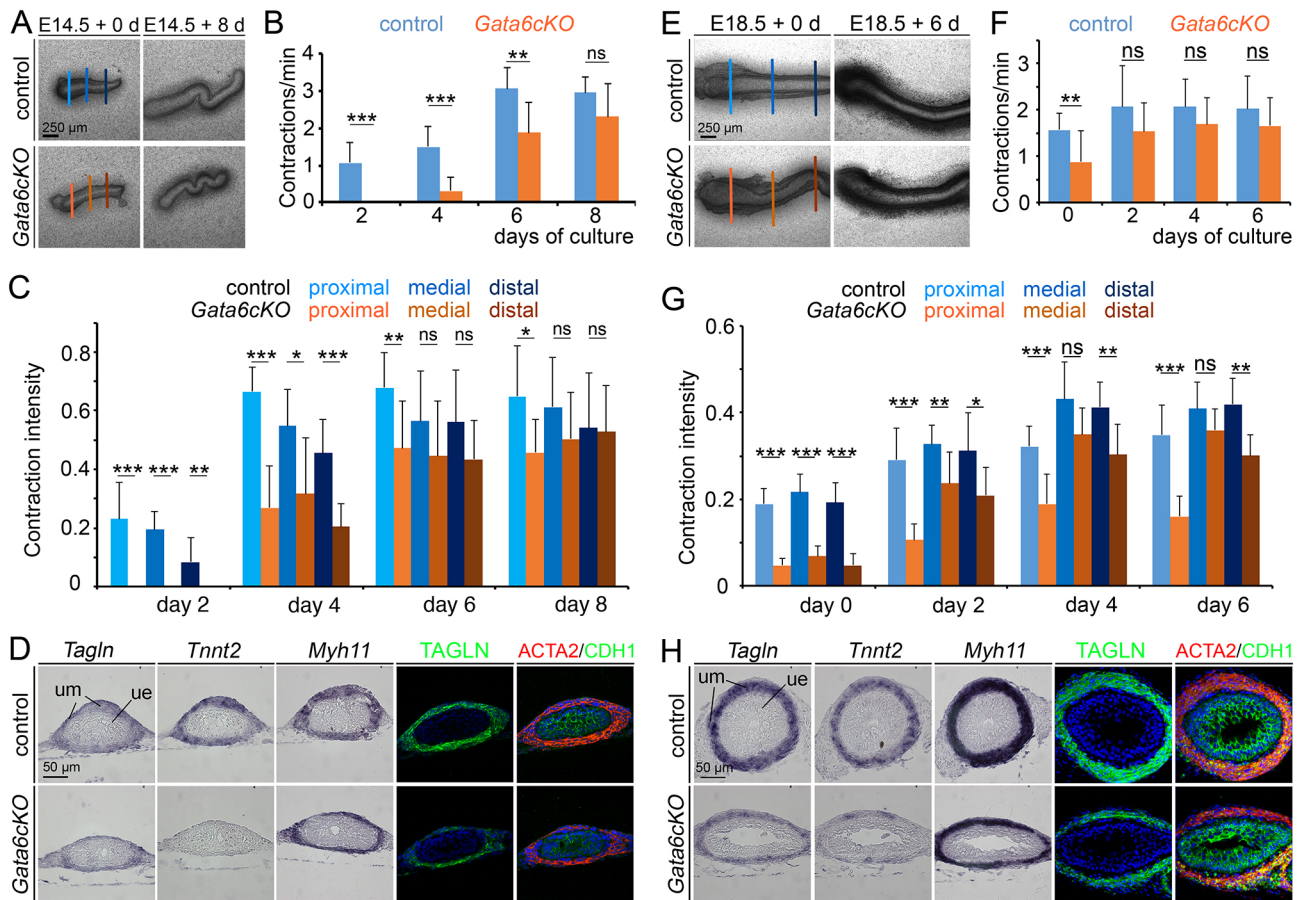 A
E14.5 + 0 d E14.5 + 8 d
control
250 µm
Gata6cKO
B
control Gata6cKO
Contractions/min
4
3
2
1
0
*** *** ** ns
2 4 6 8
days of culture
E
E18.5 + 0 d E18.5 + 6 d
control
250 µm
Gata6cKO
F
control Gata6cKO
Contractions/min
3
2
1
0
** ns ns ns
0 2 4 6
days of culture
C
control proximal medial distal
Gata6cKO proximal medial distal
Contraction intensity
0.8
0.6
0.4
0.2
0
*** *** ** *** * *** ** ns ns * ns ns
day 2 day 4 day 6 day 8
G
control proximal medial distal
Gata6cKO proximal medial distal
Contraction intensity
0.6
0.4
0.2
0
*** *** *** *** ** * *** ns ** *** ns **
day 0 day 2 day 4 day 6
D
Tagln Tnnt2 Myh11 TAGLN ACTA2/CDH1
control
um ue
50 µm
Gata6cKO
H
Tagln Tnnt2 Myh11 TAGLN ACTA2/CDH1
control
um ue
50 µm
Gata6cKO